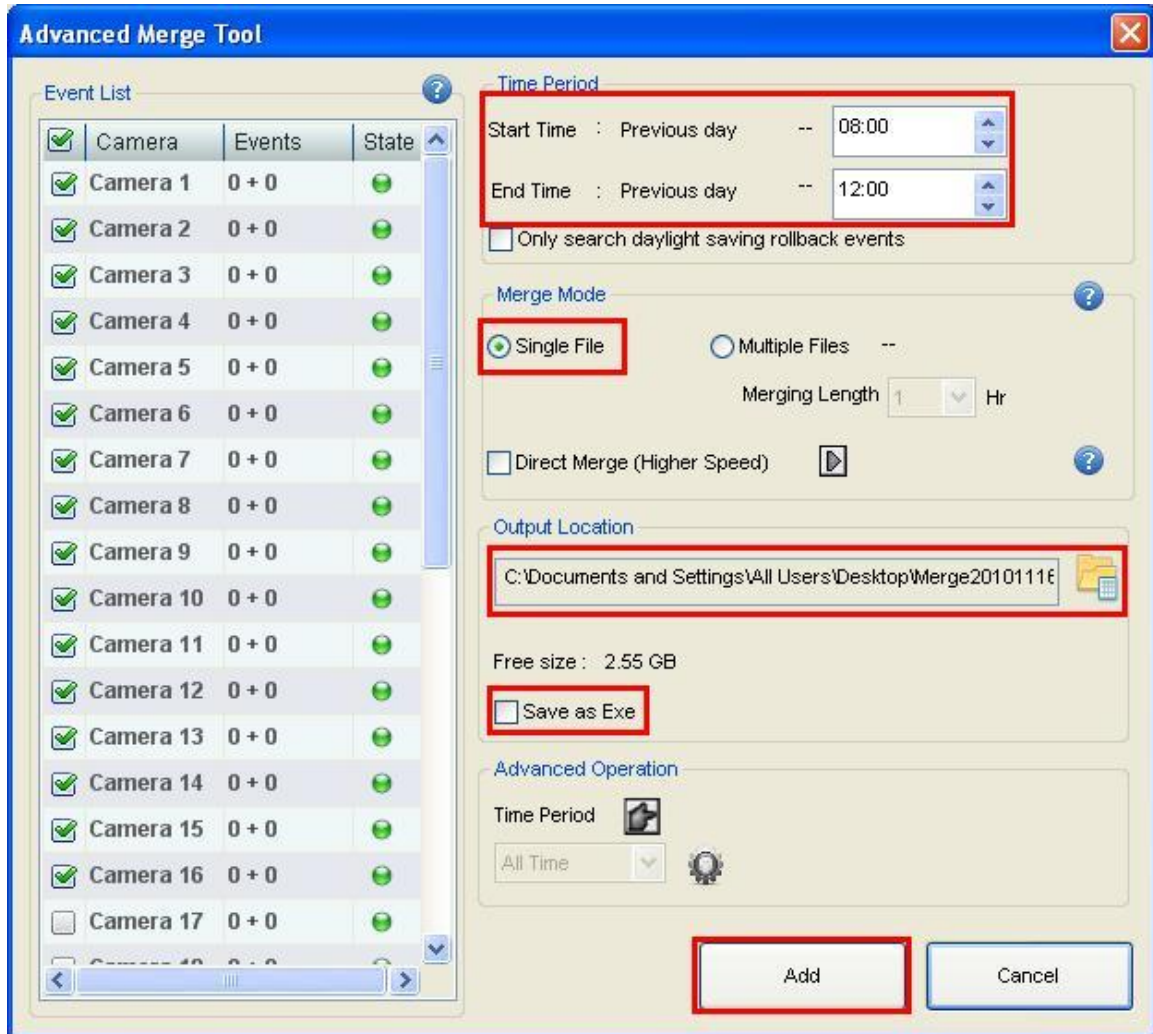 Advanced Merge Tool
Event List
Camera Events State
Camera 1 0 + 0
Camera 2 0 + 0
Camera 3 0 + 0
Camera 4 0 + 0
Camera 5 0 + 0
Camera 6 0 + 0
Camera 7 0 + 0
Camera 8 0 + 0
Camera 9 0 + 0
Camera 10 0 + 0
Camera 11 0 + 0
Camera 12 0 + 0
Camera 13 0 + 0
Camera 14 0 + 0
Camera 15 0 + 0
Camera 16 0 + 0
Camera 17 0 + 0
Time Period
Start Time : Previous day -- 08:00
End Time : Previous day -- 12:00
Only search daylight saving rollback events
Merge Mode
Single File Multiple Files --
Merging Length 1 Hr
Direct Merge (Higher Speed)
Output Location
C:\Documents and Settings\All Users\Desktop\Merge20101116
Free size : 2.55 GB
Save as Exe
Advanced Operation
Time Period
All Time
Add Cancel